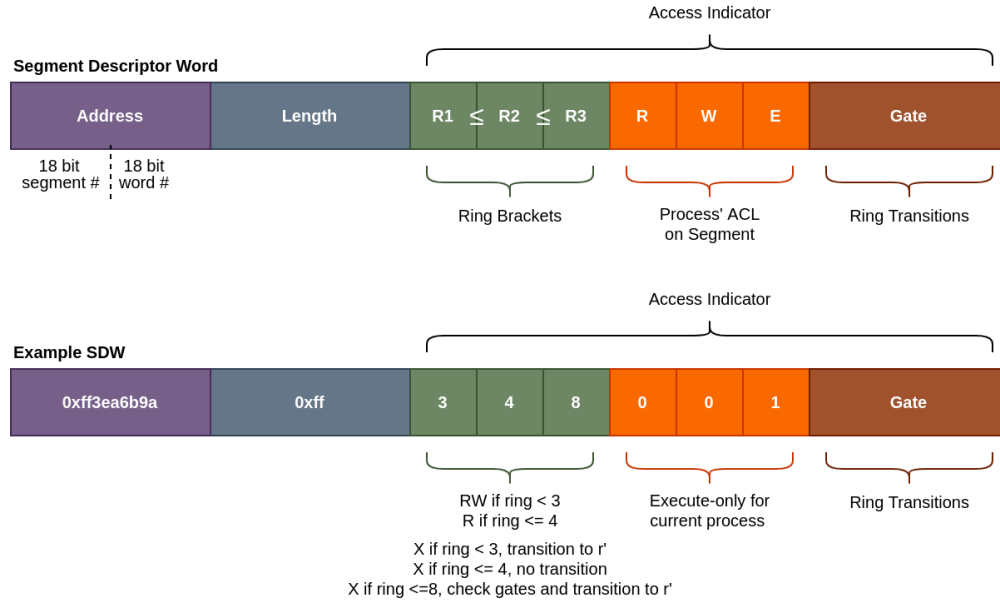 Access Indicator
Segment Descriptor Word
Address Length R1 ≤ R2 ≤ R3 R W E Gate
18 bit 18 bit
segment # word #
Ring Brackets
Process' ACL
on Segment
Ring Transitions
Access Indicator
Example SDW
0xff3ea6b9a 0xff 3 4 8 0 0 1 Gate
RW if ring < 3
R if ring <= 4
Execute-only for
current process
Ring Transitions
X if ring < 3, transition to r'
X if ring <= 4, no transition
X if ring <=8, check gates and transition to r'